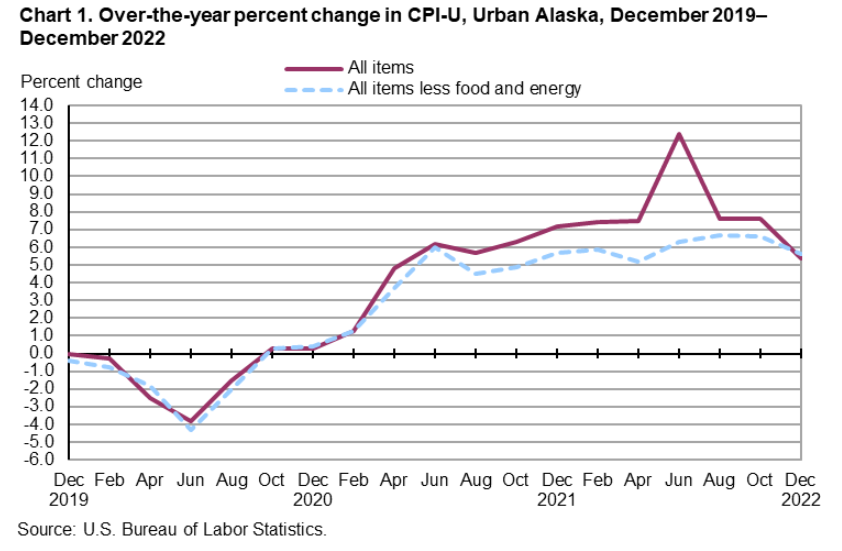 Chart 1. Over-the-year percent change in CPI-U, Urban Alaska, December 2019–
December 2022
Percent change
All items
All items less food and energy
14.0
13.0
12.0
11.0
10.0
9.0
8.0
7.0
6.0
5.0
4.0
3.0
2.0
1.0
0.0
-1.0
-2.0
-3.0
-4.0
-5.0
-6.0
Dec Feb Apr Jun Aug Oct Dec Feb Apr Jun Aug Oct Dec Feb Apr Jun Aug Oct Dec
2019 2020 2021 2022
Source: U.S. Bureau of Labor Statistics.